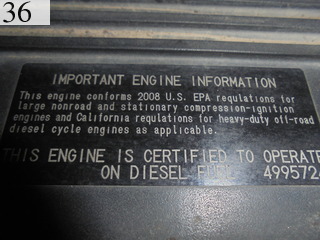 36
IMPORTANT ENGINE INFORMATION
This engine conforms 2008 U.S. EPA regulations for
large nonroad and stationary compression-ignition
engines and California regulations for heavy-duty off-road
diesel cycle engines as applicable.
THIS ENGINE IS CERTIFIED TO OPERATE
ON DIESEL FUEL 4995724